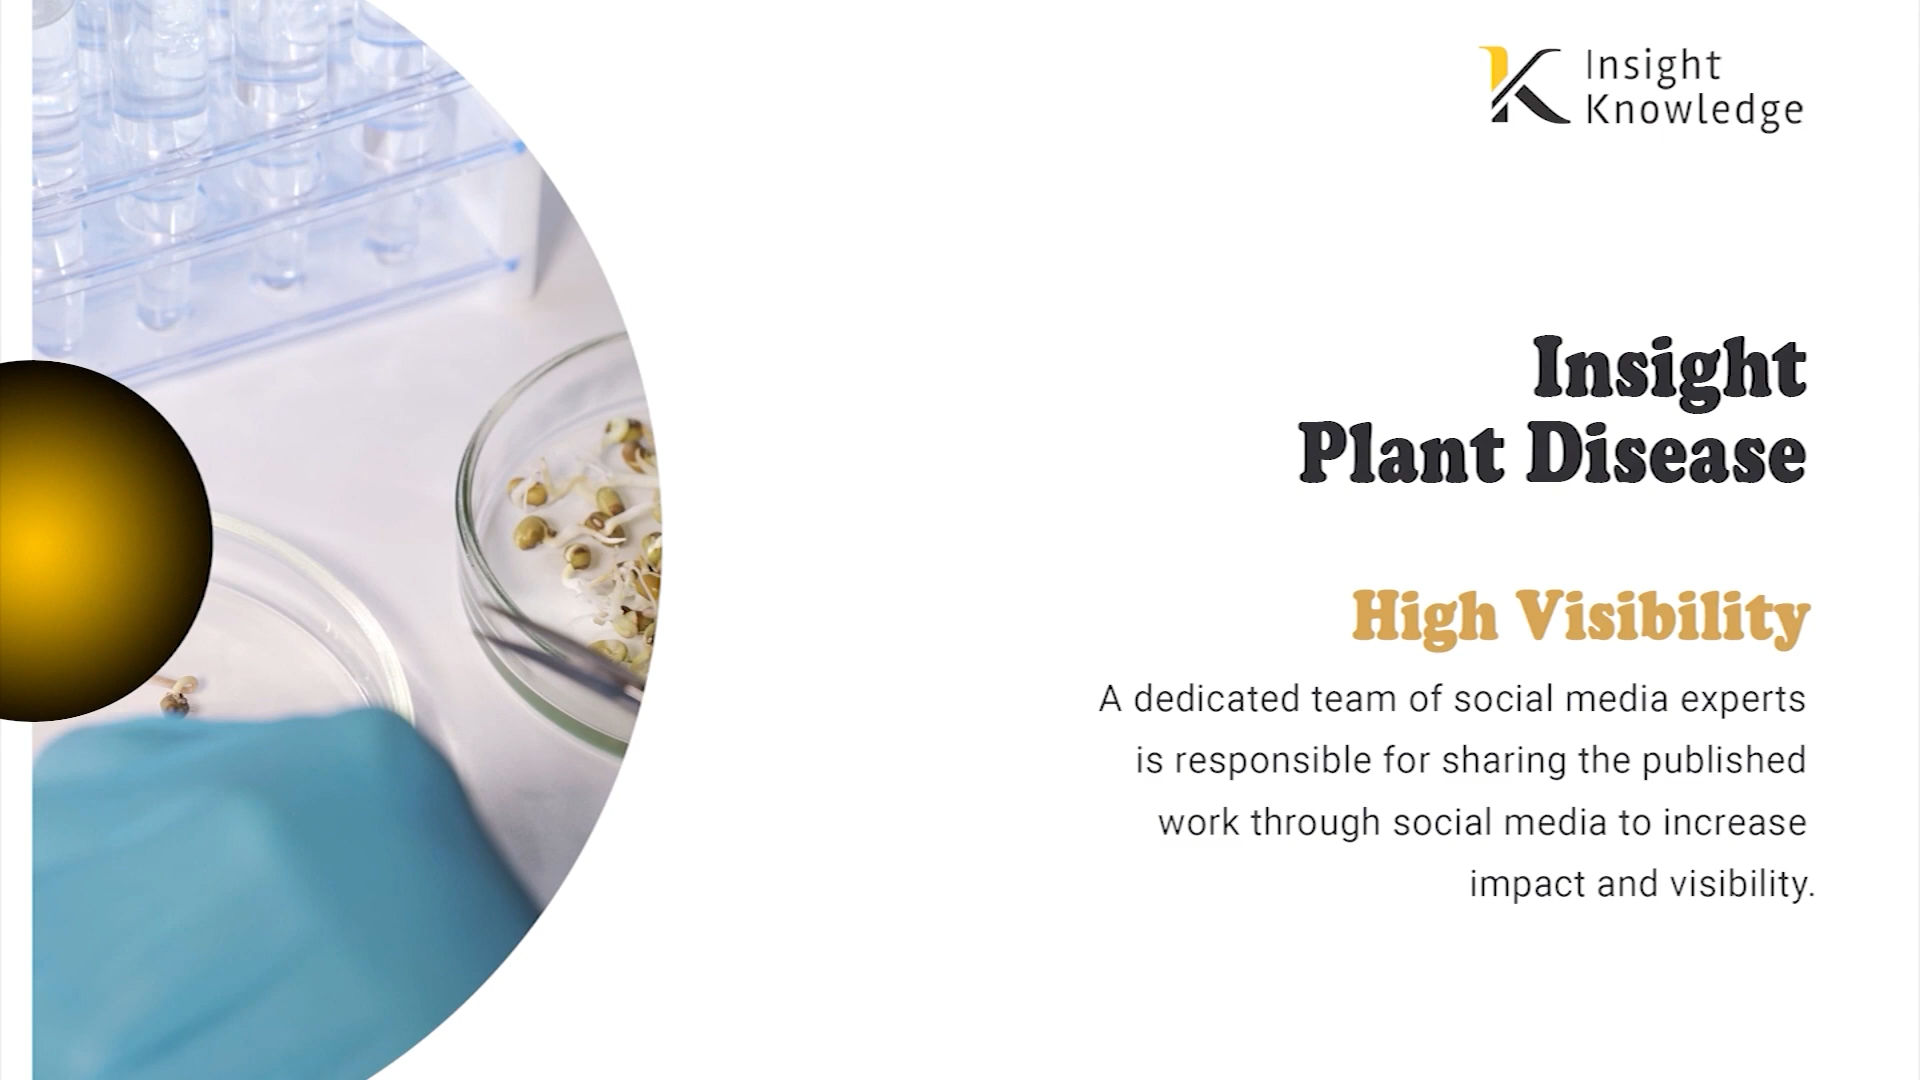 Insight
Knowledge
Insight
Plant Disease
High Visibility
A dedicated team of social media experts
is responsible for sharing the published
work through social media to increase
impact and visibility.